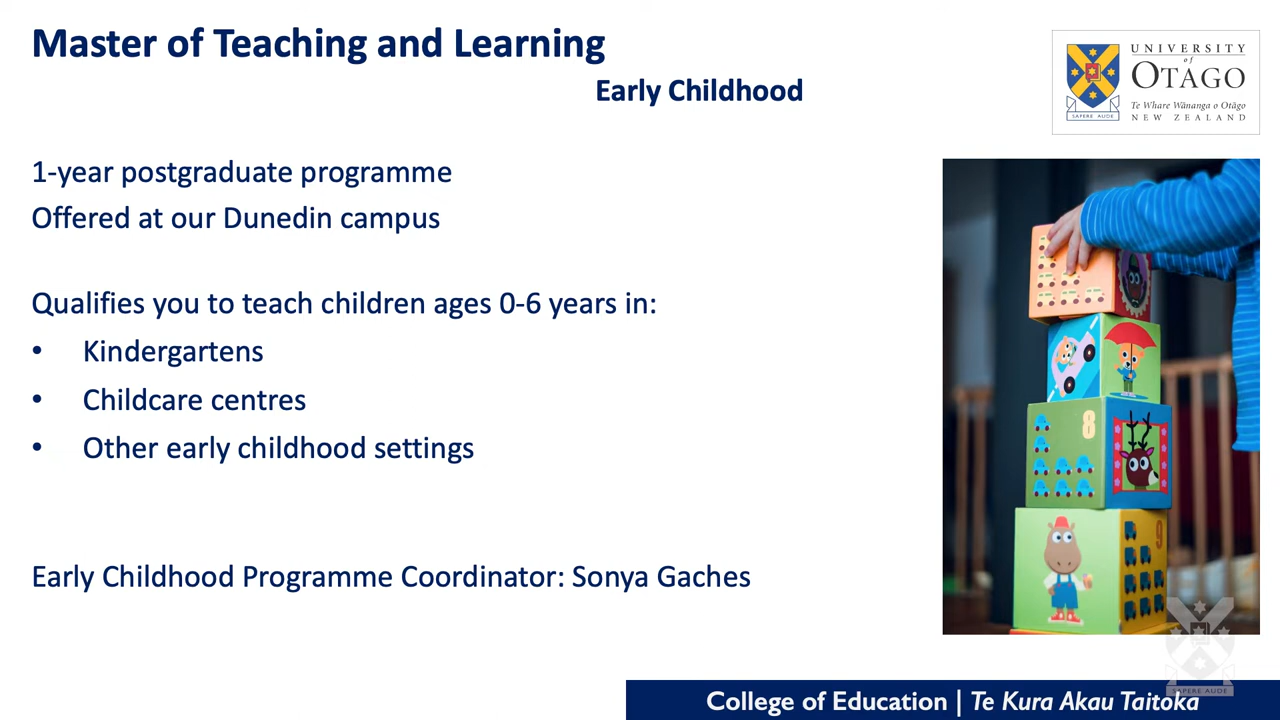 Master of Teaching and Learning
Early Childhood
UNIVERSITY
of
OTAGO
Te Whare Wānanga o Otāgo
NEW ZEALAND
SAPERE AUDE
1-year postgraduate programme
Offered at our Dunedin campus
Qualifies you to teach children ages 0-6 years in:
• Kindergartens
• Childcare centres
• Other early childhood settings
8
9
Early Childhood Programme Coordinator: Sonya Gaches
SAPERE AUDE
College of Education | Te Kura Akau Taitoka